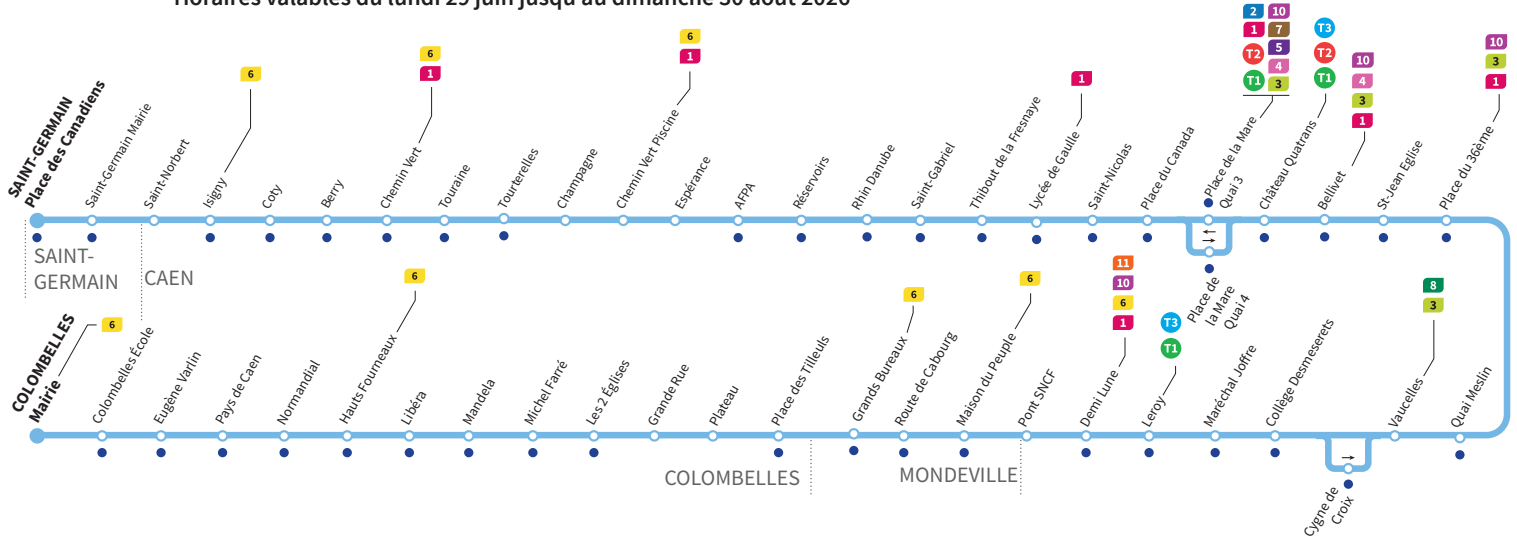 Horaires valables du lundi 29 juin jusqu'au dimanche 30 août 2026
SAINT-GERMAIN
Place des Canadiens
Saint-Germain Mairie
Saint-Norbert
6
Isigny
Coty
Berry
6
1
Chemin Vert
Touraine
Tourterelles
Champagne
6
1
Chemin Vert Piscine
Espérance
AFPA
Réservoirs
Rhin Danube
Saint-Gabriel
Thibout de la Fresnaye
1
Lycée de Gaulle
Saint-Nicolas
Place du Canada
2 10
1 7
T2 5
4
T1 3
Place de la Mare
Quai 3
T3
T2
T1
Château Quatrans
10
4
3
1
Bellivet
St-Jean Eglise
10
3
1
Place du 36ème
SAINT-
GERMAIN
CAEN
Place de
la Mare
Quai 4
COLOMBELLES
Mairie
6
Colombelles École
Eugène Varlin
Pays de Caen
Normandial
6
Hauts Fourneaux
Libéra
Mandela
Michel Farré
Les 2 Églises
Grande Rue
Plateau
Place des Tilleuls
6
Grands Bureaux
Route de Cabourg
6
Maison du Peuple
Pont SNCF
11
10
6
1
Demi Lune
T3
T1
Leroy
Maréchal Joffre
Collège Desmeserets
8
3
Vaucelles
Quai Meslin
COLOMBELLES
MONDEVILLE
Cygne de
Croix